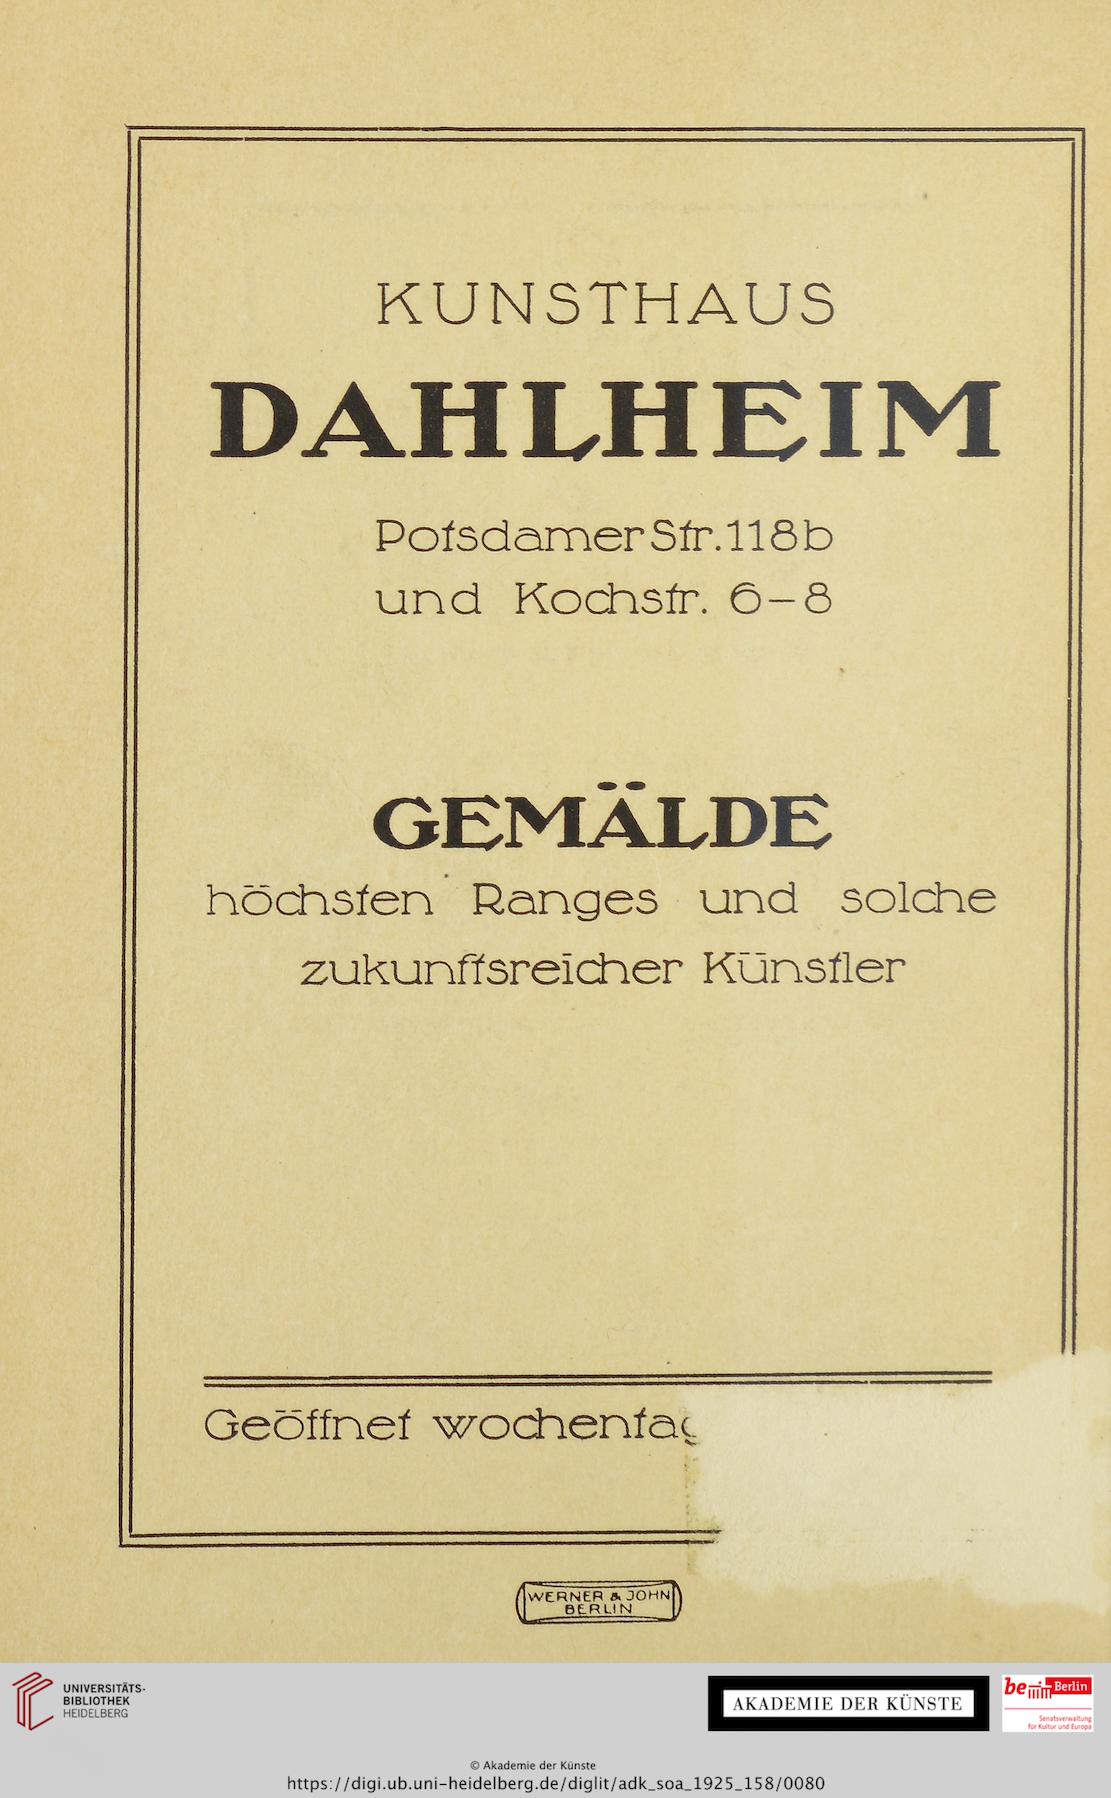 KUNSTHAUS
DAHLHEIM
Potsdamer Str. 118b
und Kochstr. 6–8
GEMÄLDE
höchsten Ranges und solche
zukunftsreicher Künstler
Geöffnet
WERNER & JOHN
BERLIN
UNIVERSITÄTS-
BIBLIOTHEK
HEIDELBERG
AKADEMIE DER KÜNSTE
be Berlin
Senatsverwaltung
für Kultur und Europa
© Akademie der Künste
https://digi.ub.uni-heidelberg.de/diglit/adk_soa_1925_158/0080